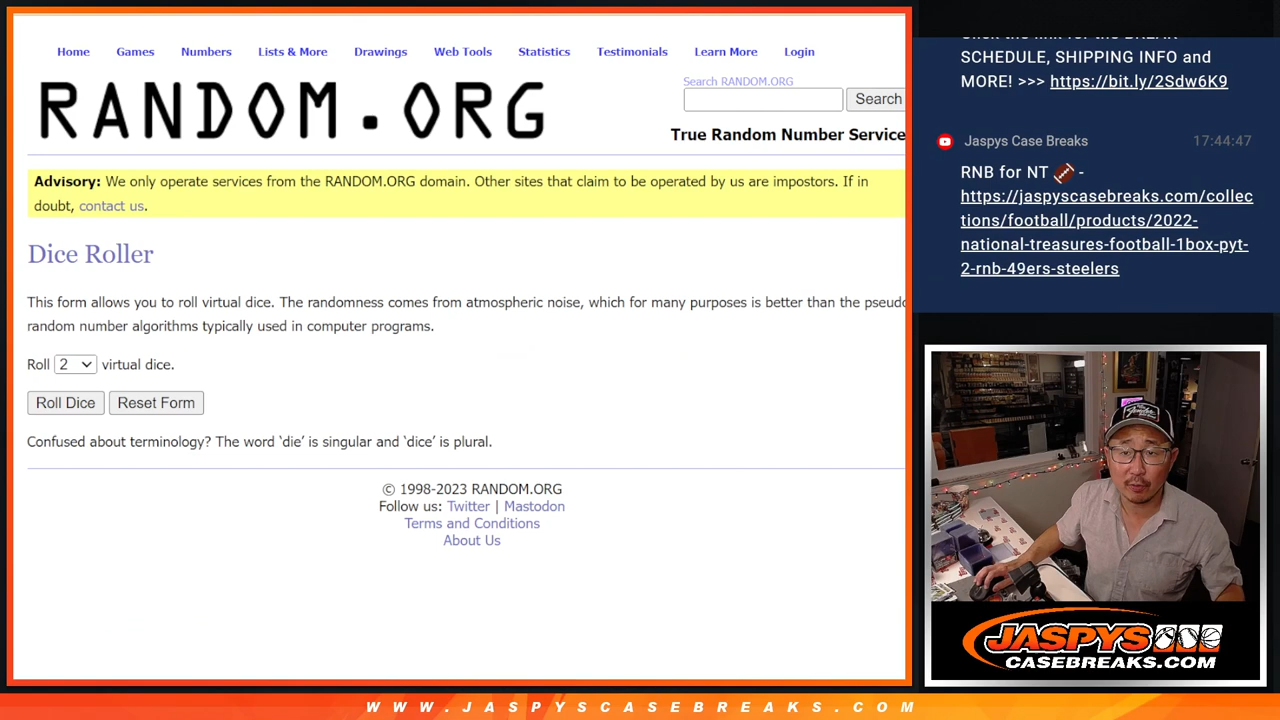 Home Games Numbers Lists & More Drawings Web Tools Statistics Testimonials Learn More Login
RANDOM.ORG
Search RANDOM.ORG
Search
True Random Number Service
Advisory: We only operate services from the RANDOM.ORG domain. Other sites that claim to be operated by us are impostors. If in
doubt, contact us.
Dice Roller
This form allows you to roll virtual dice. The randomness comes from atmospheric noise, which for many purposes is better than the pseudo
random number algorithms typically used in computer programs.
Roll 2 virtual dice.
Roll Dice Reset Form
Confused about terminology? The word ‘die’ is singular and ‘dice’ is plural.
© 1998-2023 RANDOM.ORG
Follow us: Twitter | Mastodon
Terms and Conditions
About Us
SCHEDULE, SHIPPING INFO and
MORE! >>> https://bit.ly/2Sdw6K9
Jaspys Case Breaks 17:44:47
RNB for NT 🏈 -
https://jaspyscasebreaks.com/collec
tions/football/products/2022-
national-treasures-football-1box-pyt-
2-rnb-49ers-steelers
JASPYS
CASEBREAKS.COM
WWW.JASPYSCASEBREAKS.COM